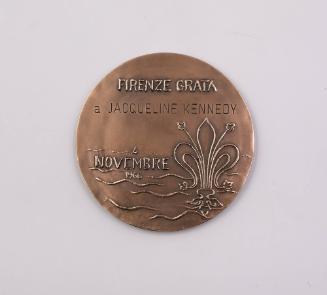 FIRENZE GRATA
a JACQUELINE KENNEDY
4
NOVEMBRE
1966